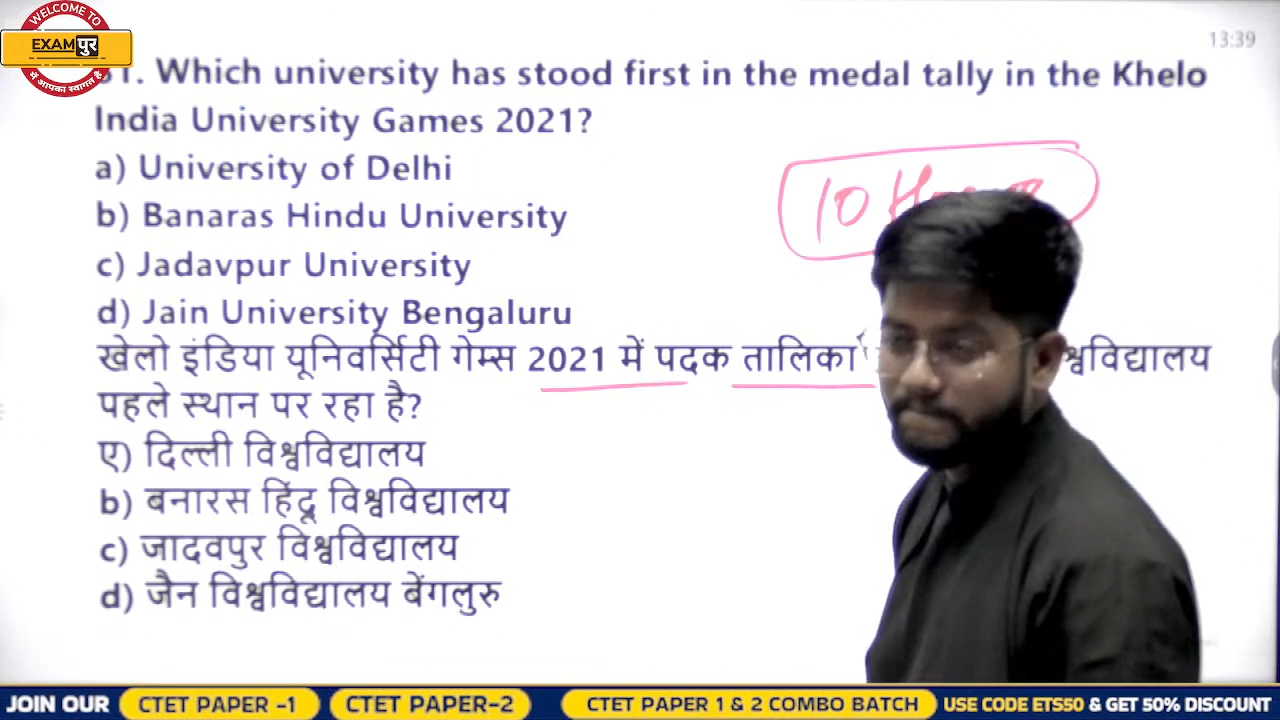 WELCOME TO
EXAMपुर
में आपका स्वागत है
13:39
1. Which university has stood first in the medal tally in the Khelo
India University Games 2021?
a) University of Delhi
b) Banaras Hindu University
c) Jadavpur University
d) Jain University Bengaluru
10
खेलो इंडिया यूनिवर्सिटी गेम्स 2021 में पदक तालिका श्वविद्यालय
पहले स्थान पर रहा है?
ए) दिल्ली विश्वविद्यालय
b) बनारस हिंदू विश्वविद्यालय
c) जादवपुर विश्वविद्यालय
d) जैन विश्वविद्यालय बेंगलुरु
JOIN OUR CTET PAPER -1 CTET PAPER-2 CTET PAPER 1 & 2 COMBO BATCH USE CODE ETS50 & GET 50% DISCOUNT